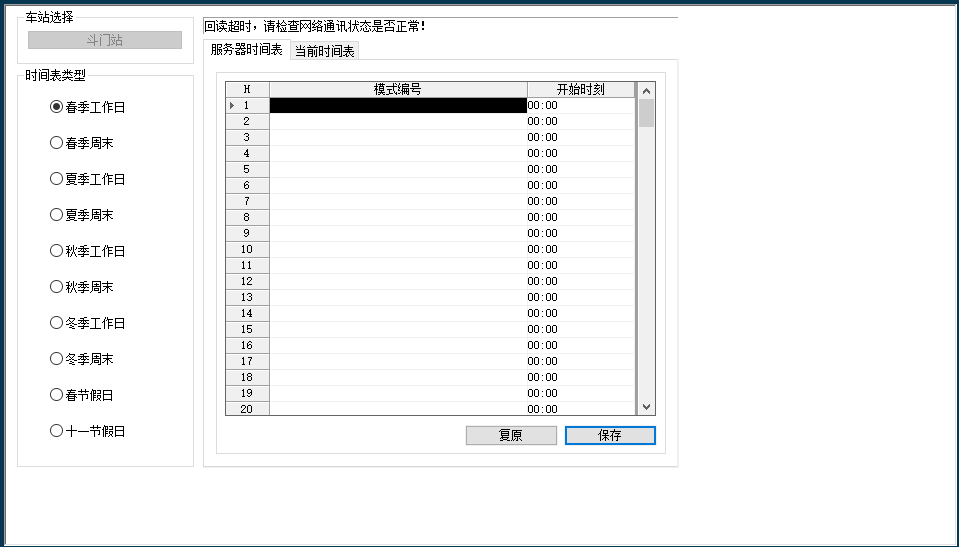 车站选择
斗门站
时间表类型
春季工作日
春季周末
夏季工作日
夏季周末
秋季工作日
秋季周末
冬季工作日
冬季周末
春节假日
十一节假日
回读超时，请检查网络通讯状态是否正常！
服务器时间表 当前时间表
H 模式编号 开始时刻
1 00:00
2 00:00
3 00:00
4 00:00
5 00:00
6 00:00
7 00:00
8 00:00
9 00:00
10 00:00
11 00:00
12 00:00
13 00:00
14 00:00
15 00:00
16 00:00
17 00:00
18 00:00
19 00:00
20 00:00
复原 保存